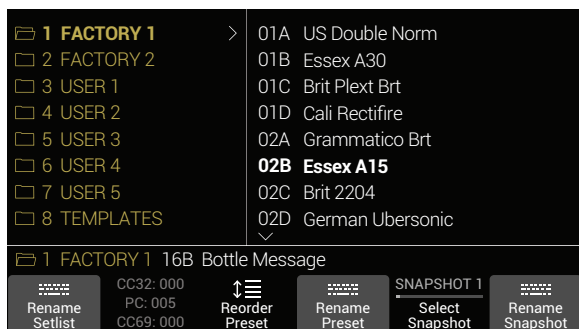 1 FACTORY 1 >
2 FACTORY 2
3 USER 1
4 USER 2
5 USER 3
6 USER 4
7 USER 5
8 TEMPLATES
01A US Double Norm
01B Essex A30
01C Brit Plext Brt
01D Cali Rectifire
02A Grammatico Brt
02B Essex A15
02C Brit 2204
02D German Ubersonic
1 FACTORY 1 16B Bottle Message
Rename
Setlist
CC32: 000
PC: 005
CC69: 000
Reorder
Preset
Rename
Preset
SNAPSHOT 1
Select
Snapshot
Rename
Snapshot